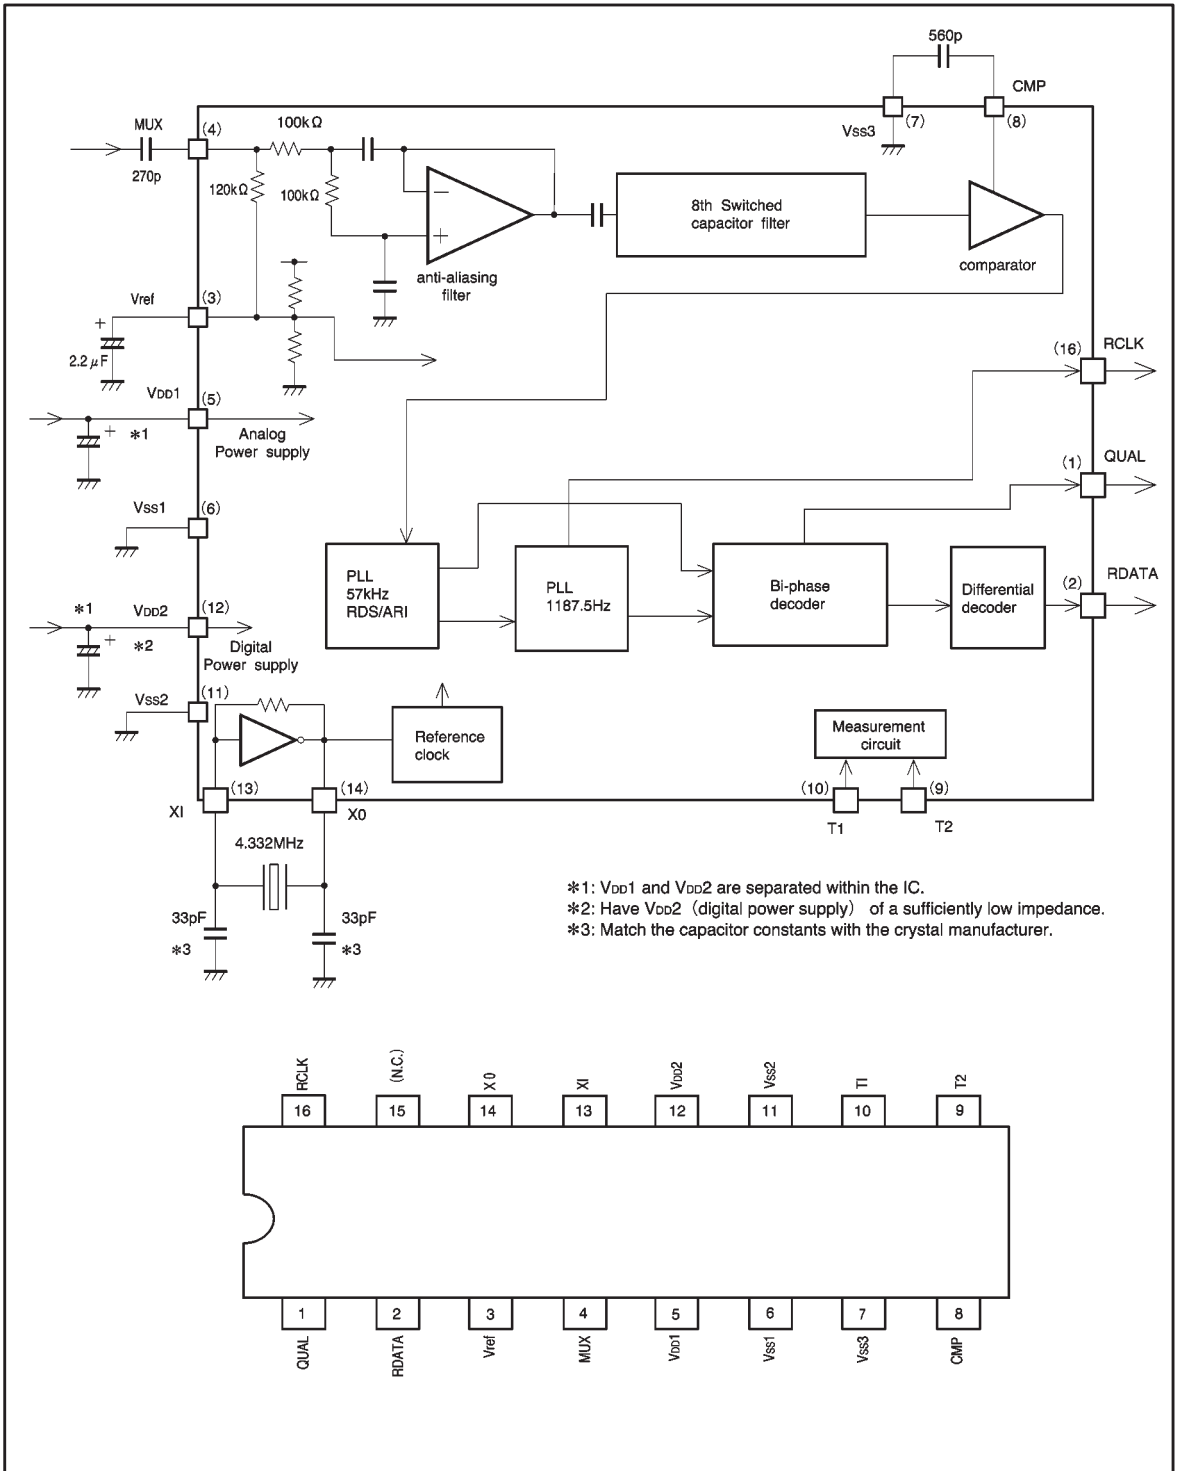 560p
CMP
(7)
(8)
Vss3
MUX
(4)
270p
100kΩ
120kΩ
100kΩ
anti-aliasing
filter
8th Switched
capacitor filter
comparator
Vref
(3)
+
2.2μF
VDD1
(5)
+
*1
Analog
Power supply
Vss1
(6)
*1
VDD2
(12)
+
*2
Digital
Power supply
Vss2
(11)
(16)
RCLK
(1)
QUAL
(2)
RDATA
PLL
57kHz
RDS/ARI
PLL
1187.5Hz
Bi-phase
decoder
Differential
decoder
Reference
clock
Measurement
circuit
XI
(13)
(14)
X0
(10)
(9)
T1
T2
4.332MHz
33pF
*3
33pF
*3
*1: VDD1 and VDD2 are separated within the IC.
*2: Have VDD2 (digital power supply) of a sufficiently low impedance.
*3: Match the capacitor constants with the crystal manufacturer.
RCLK
(N.C.)
X0
XI
VDD2
Vss2
TI
T2
16
15
14
13
12
11
10
9
1
2
3
4
5
6
7
8
QUAL
RDATA
Vref
MUX
VDD1
Vss1
Vss3
CMP